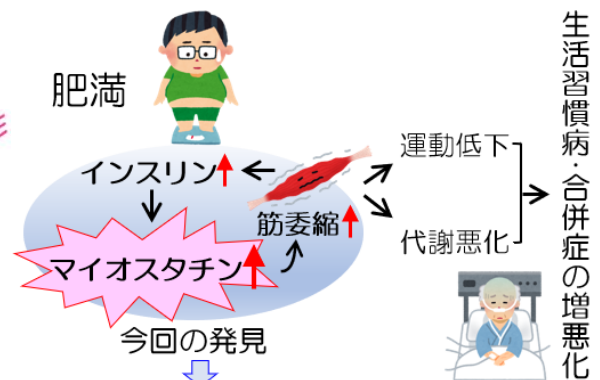 肥満
インスリン
筋委縮
マイオスタチン
今回の発見
運動低下
代謝悪化
生活習慣病・合併症の増悪化